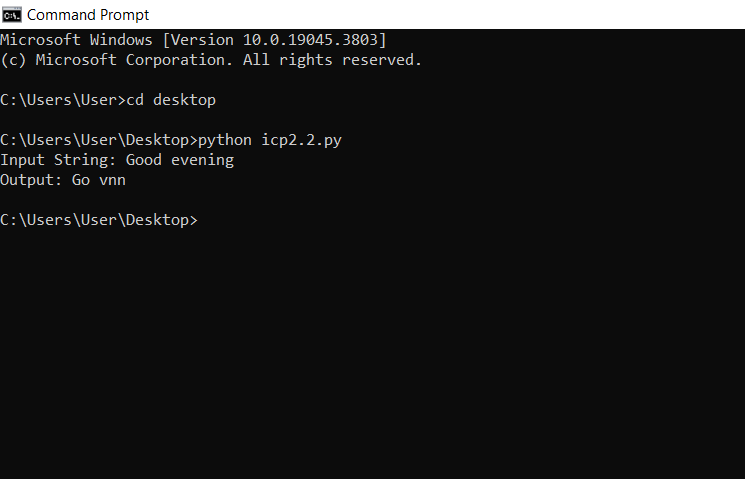 Command Prompt
Microsoft Windows [Version 10.0.19045.3803]
(c) Microsoft Corporation. All rights reserved.
C:\Users\User>cd desktop
C:\Users\User\Desktop>python icp2.2.py
Input String: Good evening
Output: Go vnn
C:\Users\User\Desktop>